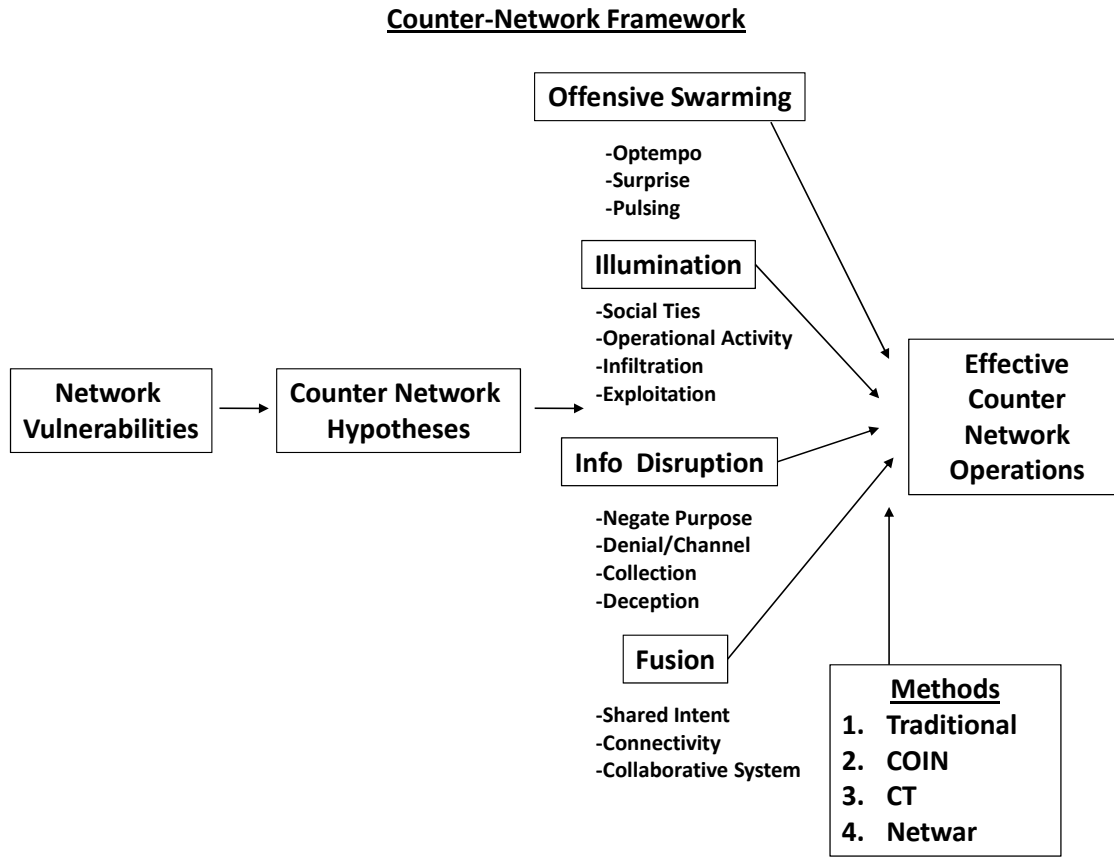 Counter-Network Framework
Offensive Swarming
-Optempo
-Surprise
-Pulsing
Illumination
-Social Ties
-Operational Activity
-Infiltration
-Exploitation
Network
Vulnerabilities
Counter Network
Hypotheses
Effective
Counter
Network
Operations
Info Disruption
-Negate Purpose
-Denial/Channel
-Collection
-Deception
Fusion
-Shared Intent
-Connectivity
-Collaborative System
Methods
1. Traditional
2. COIN
3. CT
4. Netwar